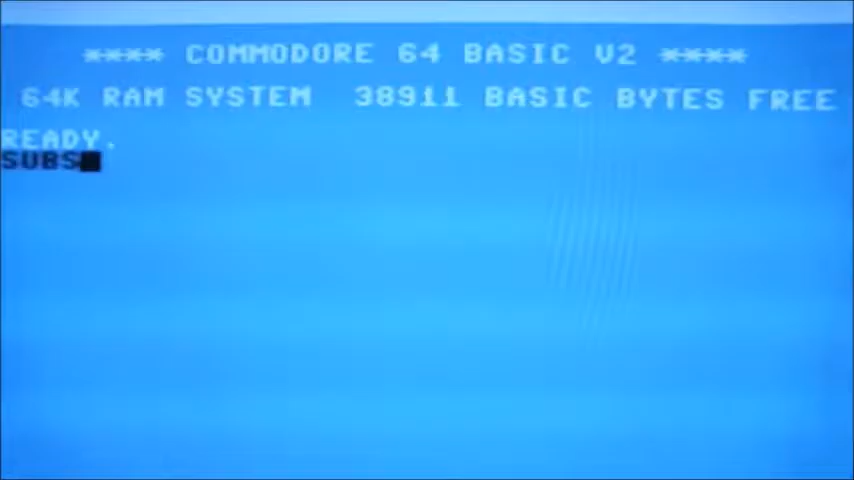 **** COMMODORE 64 BASIC V2 ****
64K RAM SYSTEM 38911 BASIC BYTES FREE
READY.
SUBS